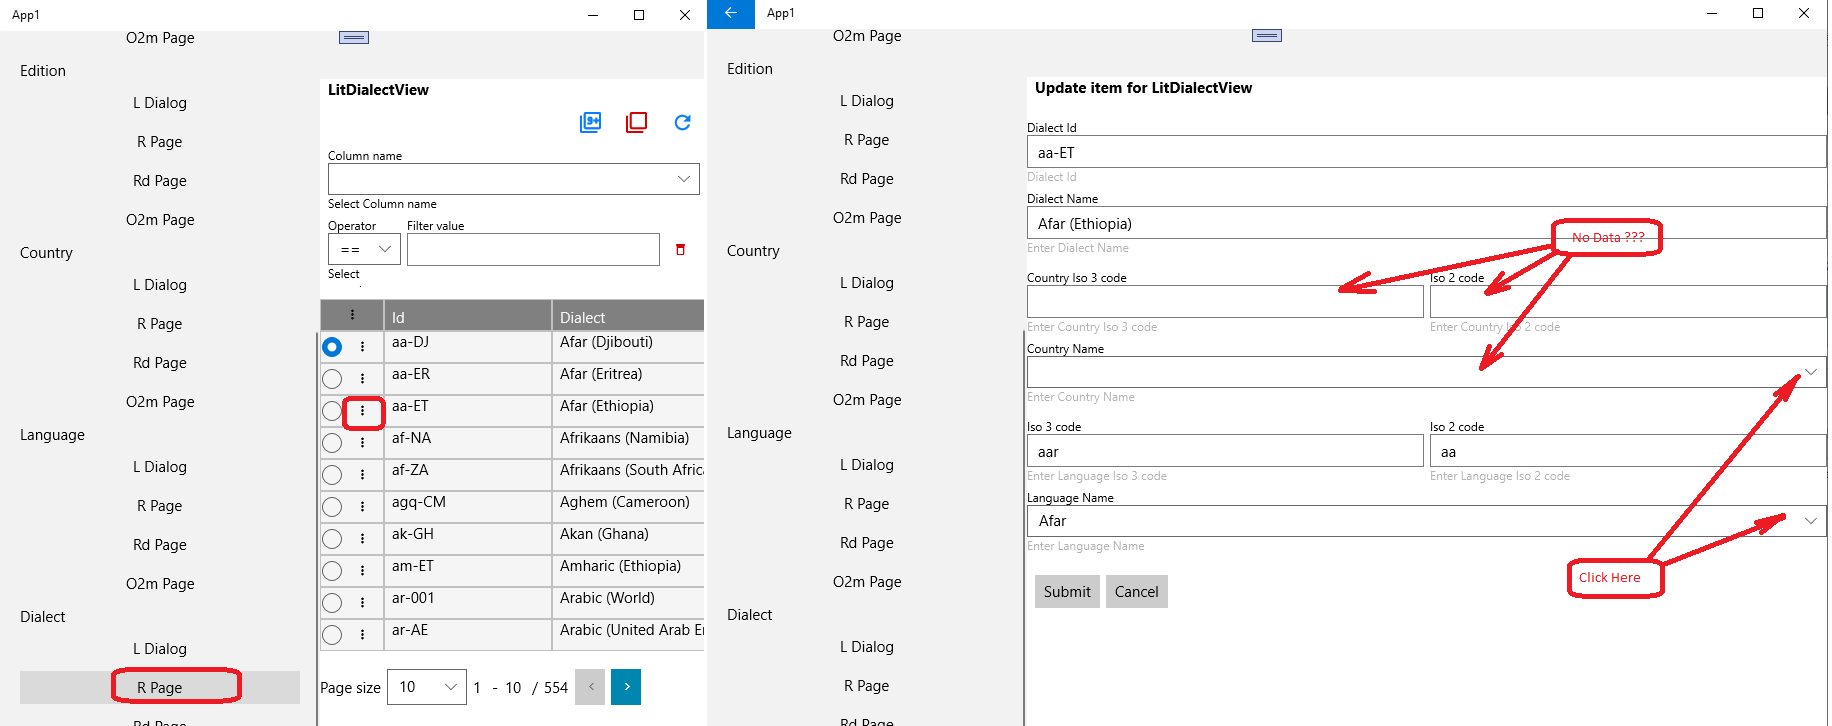 App1
O2m Page
Edition
L Dialog
R Page
Rd Page
O2m Page
Country
L Dialog
R Page
Rd Page
O2m Page
Language
L Dialog
R Page
Rd Page
O2m Page
Dialect
L Dialog
R Page
Rd Page
LitDialectView
9+
Column name
Select Column name
Operator Filter value
==
Select
Id Dialect
aa-DJ Afar (Djibouti)
aa-ER Afar (Eritrea)
aa-ET Afar (Ethiopia)
af-NA Afrikaans (Namibia)
af-ZA Afrikaans (South Africa
agq-CM Aghem (Cameroon)
ak-GH Akan (Ghana)
am-ET Amharic (Ethiopia)
ar-001 Arabic (World)
ar-AE Arabic (United Arab E
Page size 10 1 - 10 / 554 < >
App1
O2m Page
Edition
L Dialog
R Page
Rd Page
O2m Page
Country
L Dialog
R Page
Rd Page
O2m Page
Language
L Dialog
R Page
Rd Page
O2m Page
Dialect
L Dialog
R Page
Rd Page
Update item for LitDialectView
Dialect Id
aa-ET
Dialect Id
Dialect Name
Afar (Ethiopia)
Enter Dialect Name
No Data ???
Country Iso 3 code Iso 2 code
Enter Country Iso 3 code Enter Country Iso 2 code
Country Name
Enter Country Name
Iso 3 code Iso 2 code
aar aa
Enter Language Iso 3 code Enter Language Iso 2 code
Language Name
Afar
Enter Language Name
Click Here
Submit Cancel